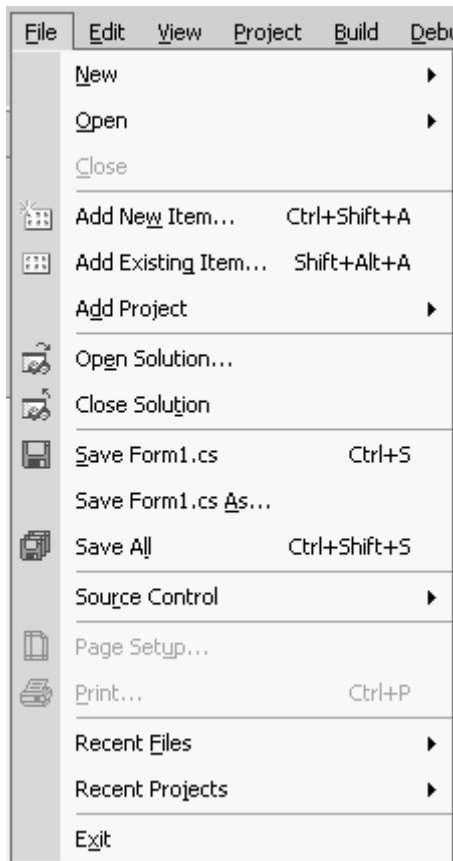 File Edit View Project Build Debu
New
Open
Close
Add New Item... Ctrl+Shift+A
Add Existing Item... Shift+Alt+A
Add Project
Open Solution...
Close Solution
Save Form1.cs Ctrl+S
Save Form1.cs As...
Save All Ctrl+Shift+S
Source Control
Page Setup...
Print... Ctrl+P
Recent Files
Recent Projects
Exit